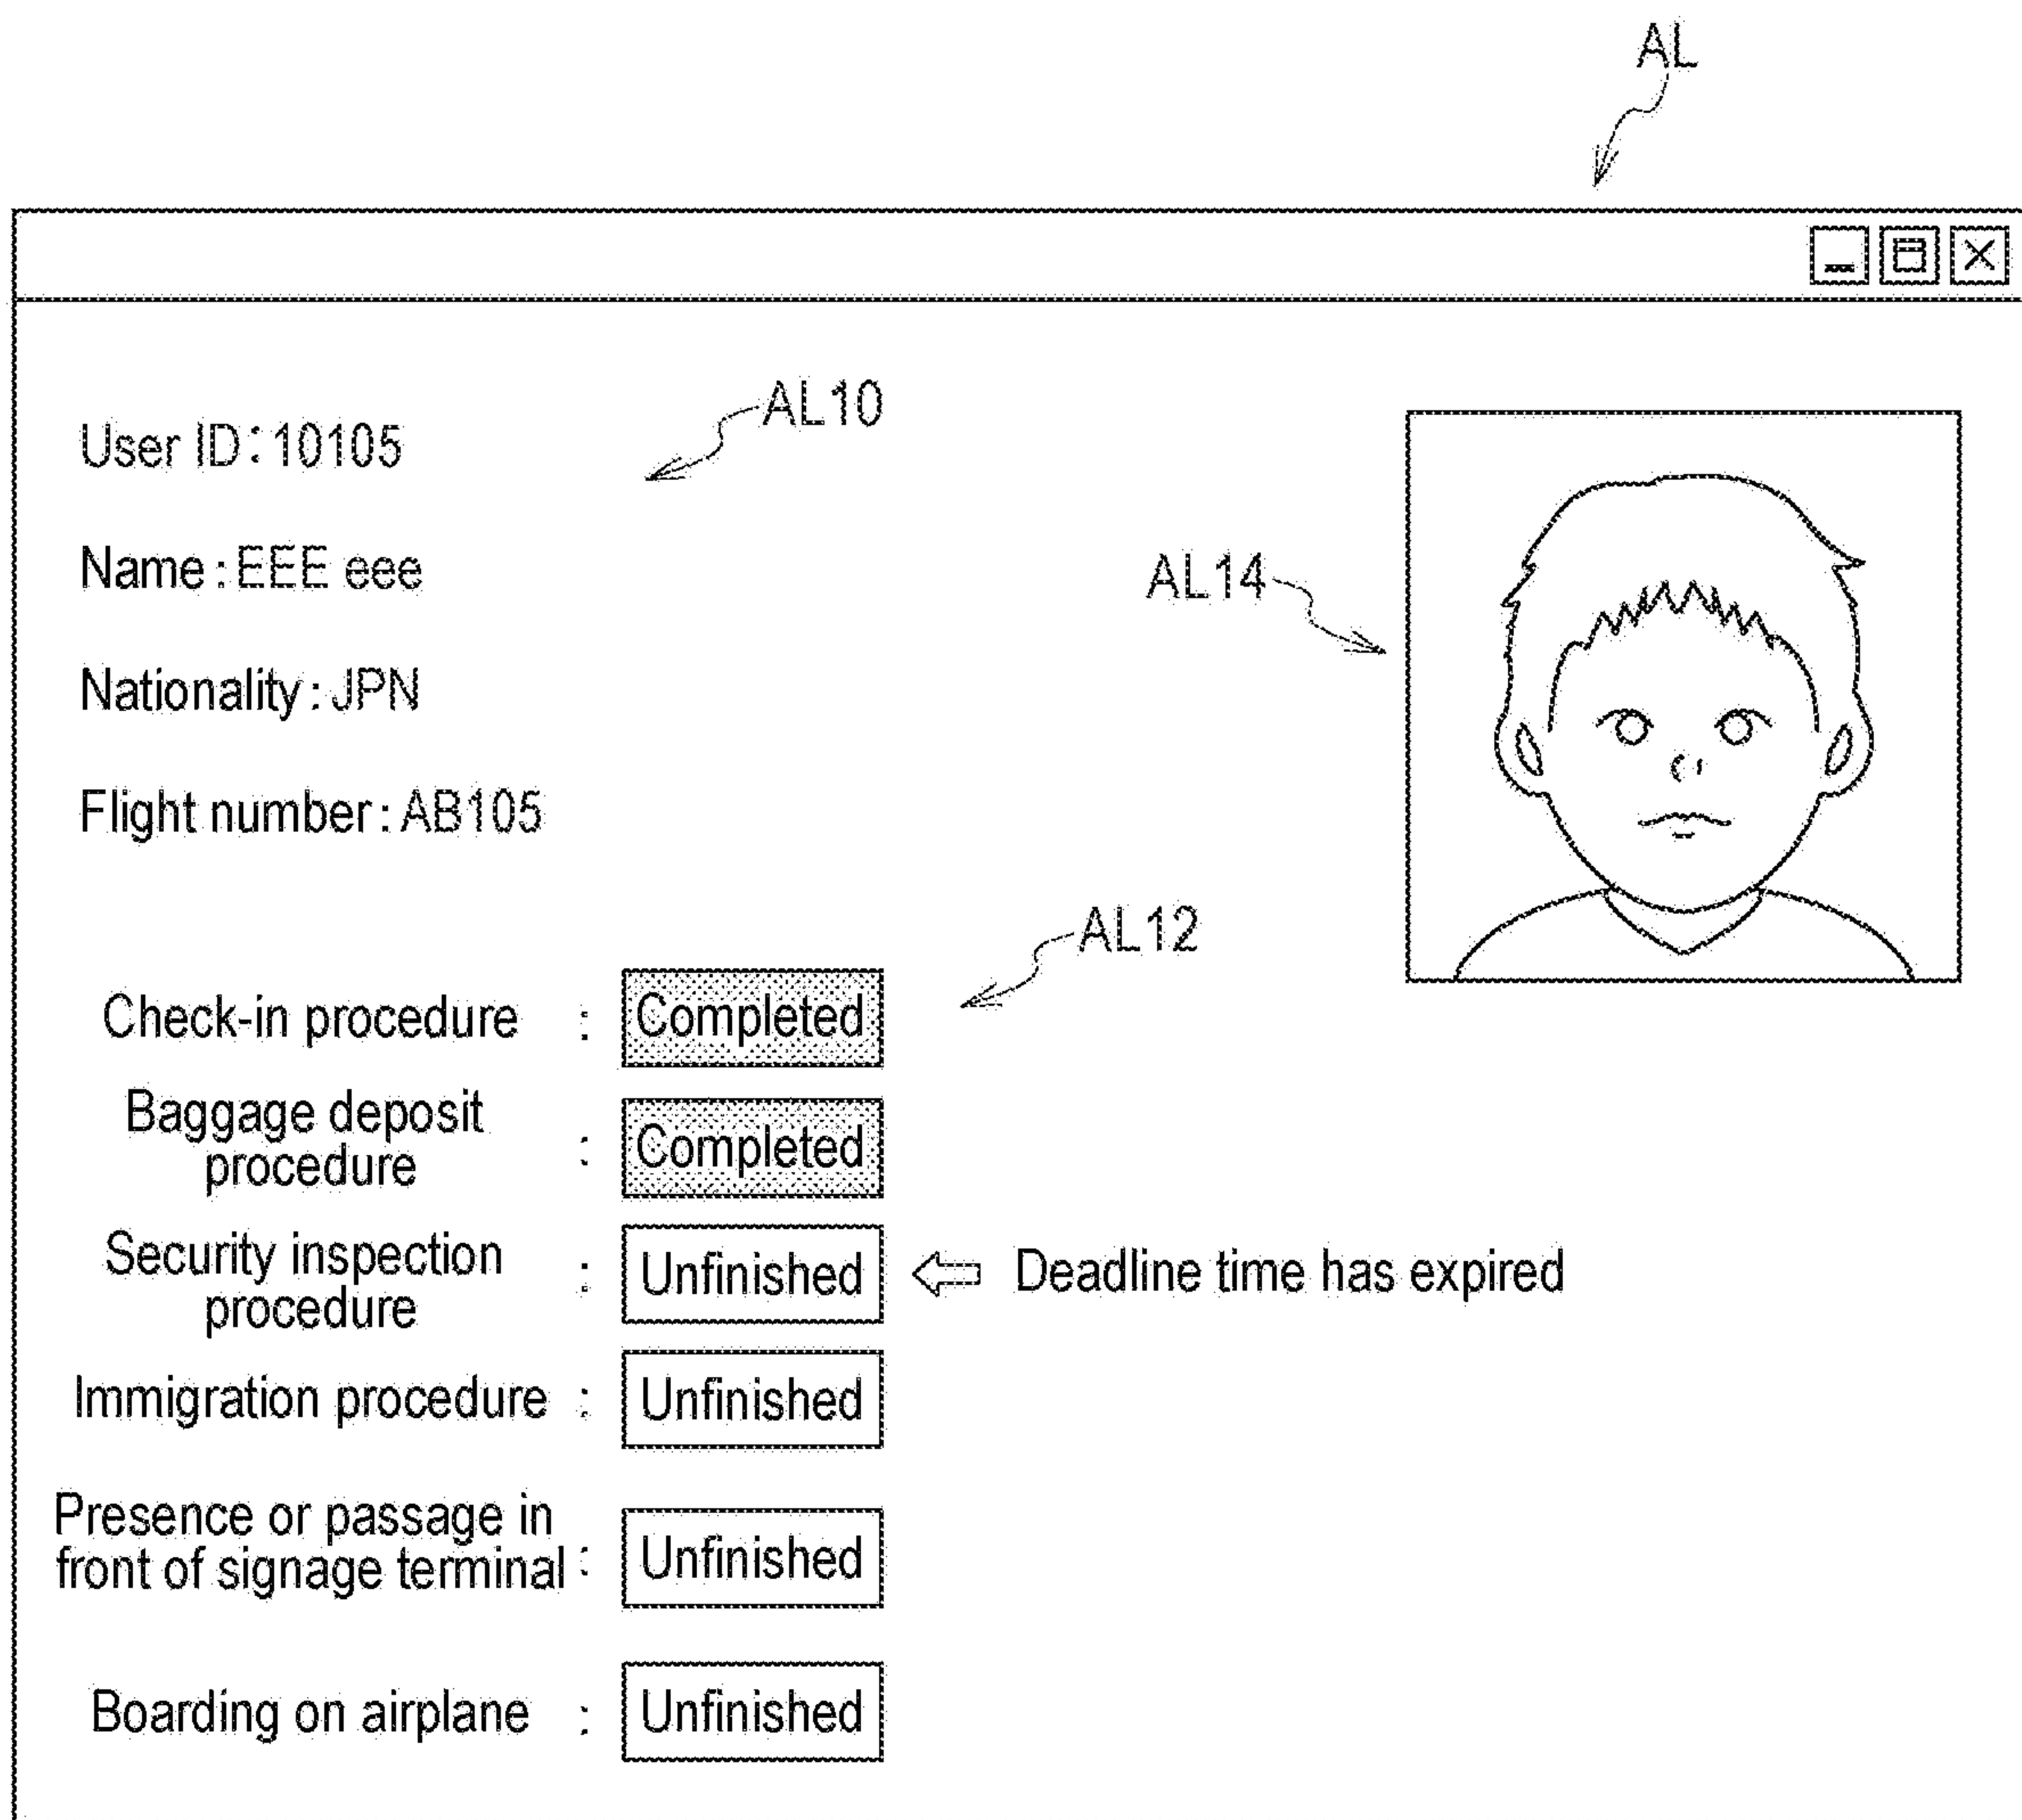 AL
User ID:10105
AL10
Name:EEE eee
AL14
Nationality:JPN
Flight number:AB105
AL12
Check-in procedure : Completed
Baggage deposit
procedure : Completed
Security inspection
procedure : Unfinished ⇦ Deadline time has expired
Immigration procedure : Unfinished
Presence or passage in
front of signage terminal : Unfinished
Boarding on airplane : Unfinished